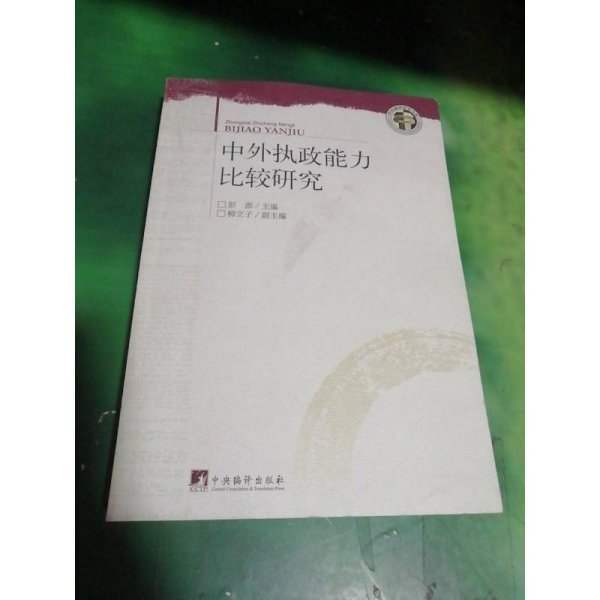 Zhongwai Zhizheng Nengli
BIJIAO YANJIU
中外执政能力
比较研究
□彭 澎/主编
□柳立子/副主编
CCTP
中央编译出版社
Central Compilation & Translation Press